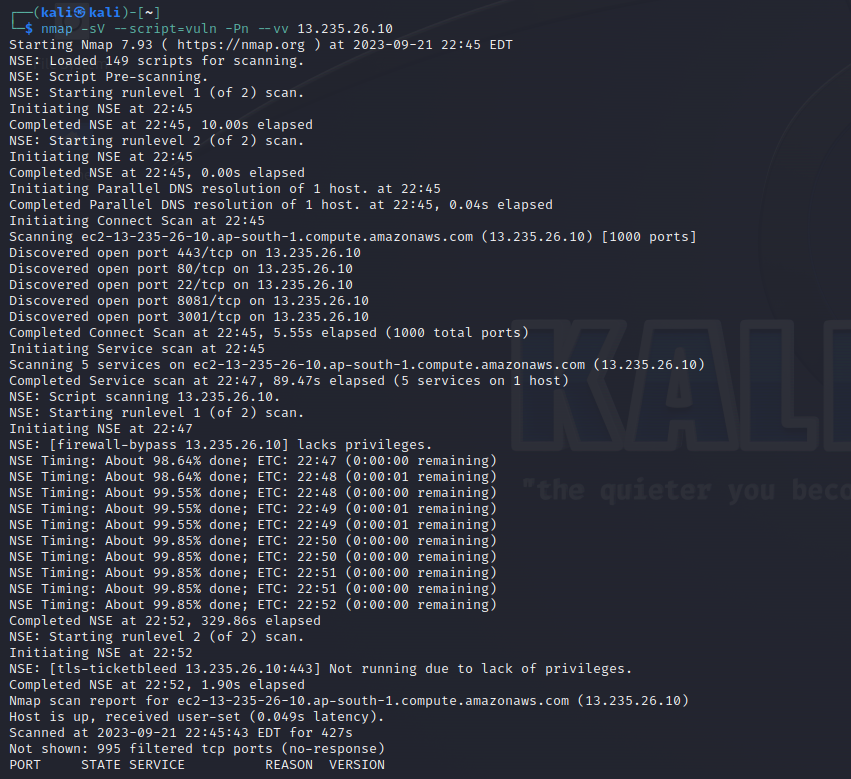 ┌──(kali㉿kali)-[~]
└─$ nmap -sV --script=vuln -Pn --vv 13.235.26.10
Starting Nmap 7.93 ( https://nmap.org ) at 2023-09-21 22:45 EDT
NSE: Loaded 149 scripts for scanning.
NSE: Script Pre-scanning.
NSE: Starting runlevel 1 (of 2) scan.
Initiating NSE at 22:45
Completed NSE at 22:45, 10.00s elapsed
NSE: Starting runlevel 2 (of 2) scan.
Initiating NSE at 22:45
Completed NSE at 22:45, 0.00s elapsed
Initiating Parallel DNS resolution of 1 host. at 22:45
Completed Parallel DNS resolution of 1 host. at 22:45, 0.04s elapsed
Initiating Connect Scan at 22:45
Scanning ec2-13-235-26-10.ap-south-1.compute.amazonaws.com (13.235.26.10) [1000 ports]
Discovered open port 443/tcp on 13.235.26.10
Discovered open port 80/tcp on 13.235.26.10
Discovered open port 22/tcp on 13.235.26.10
Discovered open port 8081/tcp on 13.235.26.10
Discovered open port 3001/tcp on 13.235.26.10
Completed Connect Scan at 22:45, 5.55s elapsed (1000 total ports)
Initiating Service scan at 22:45
Scanning 5 services on ec2-13-235-26-10.ap-south-1.compute.amazonaws.com (13.235.26.10)
Completed Service scan at 22:47, 89.47s elapsed (5 services on 1 host)
NSE: Script scanning 13.235.26.10.
NSE: Starting runlevel 1 (of 2) scan.
Initiating NSE at 22:47
NSE: [firewall-bypass 13.235.26.10] lacks privileges.
NSE Timing: About 98.64% done; ETC: 22:47 (0:00:00 remaining)
NSE Timing: About 98.64% done; ETC: 22:48 (0:00:01 remaining)
NSE Timing: About 99.55% done; ETC: 22:48 (0:00:00 remaining)
NSE Timing: About 99.55% done; ETC: 22:49 (0:00:01 remaining)
NSE Timing: About 99.55% done; ETC: 22:49 (0:00:01 remaining)
NSE Timing: About 99.85% done; ETC: 22:50 (0:00:00 remaining)
NSE Timing: About 99.85% done; ETC: 22:50 (0:00:00 remaining)
NSE Timing: About 99.85% done; ETC: 22:51 (0:00:00 remaining)
NSE Timing: About 99.85% done; ETC: 22:51 (0:00:00 remaining)
NSE Timing: About 99.85% done; ETC: 22:52 (0:00:00 remaining)
Completed NSE at 22:52, 329.86s elapsed
NSE: Starting runlevel 2 (of 2) scan.
Initiating NSE at 22:52
NSE: [tls-ticketbleed 13.235.26.10:443] Not running due to lack of privileges.
Completed NSE at 22:52, 1.90s elapsed
Nmap scan report for ec2-13-235-26-10.ap-south-1.compute.amazonaws.com (13.235.26.10)
Host is up, received user-set (0.049s latency).
Scanned at 2023-09-21 22:45:43 EDT for 427s
Not shown: 995 filtered tcp ports (no-response)
PORT     STATE SERVICE          REASON  VERSION
KALI
"the quieter you beco